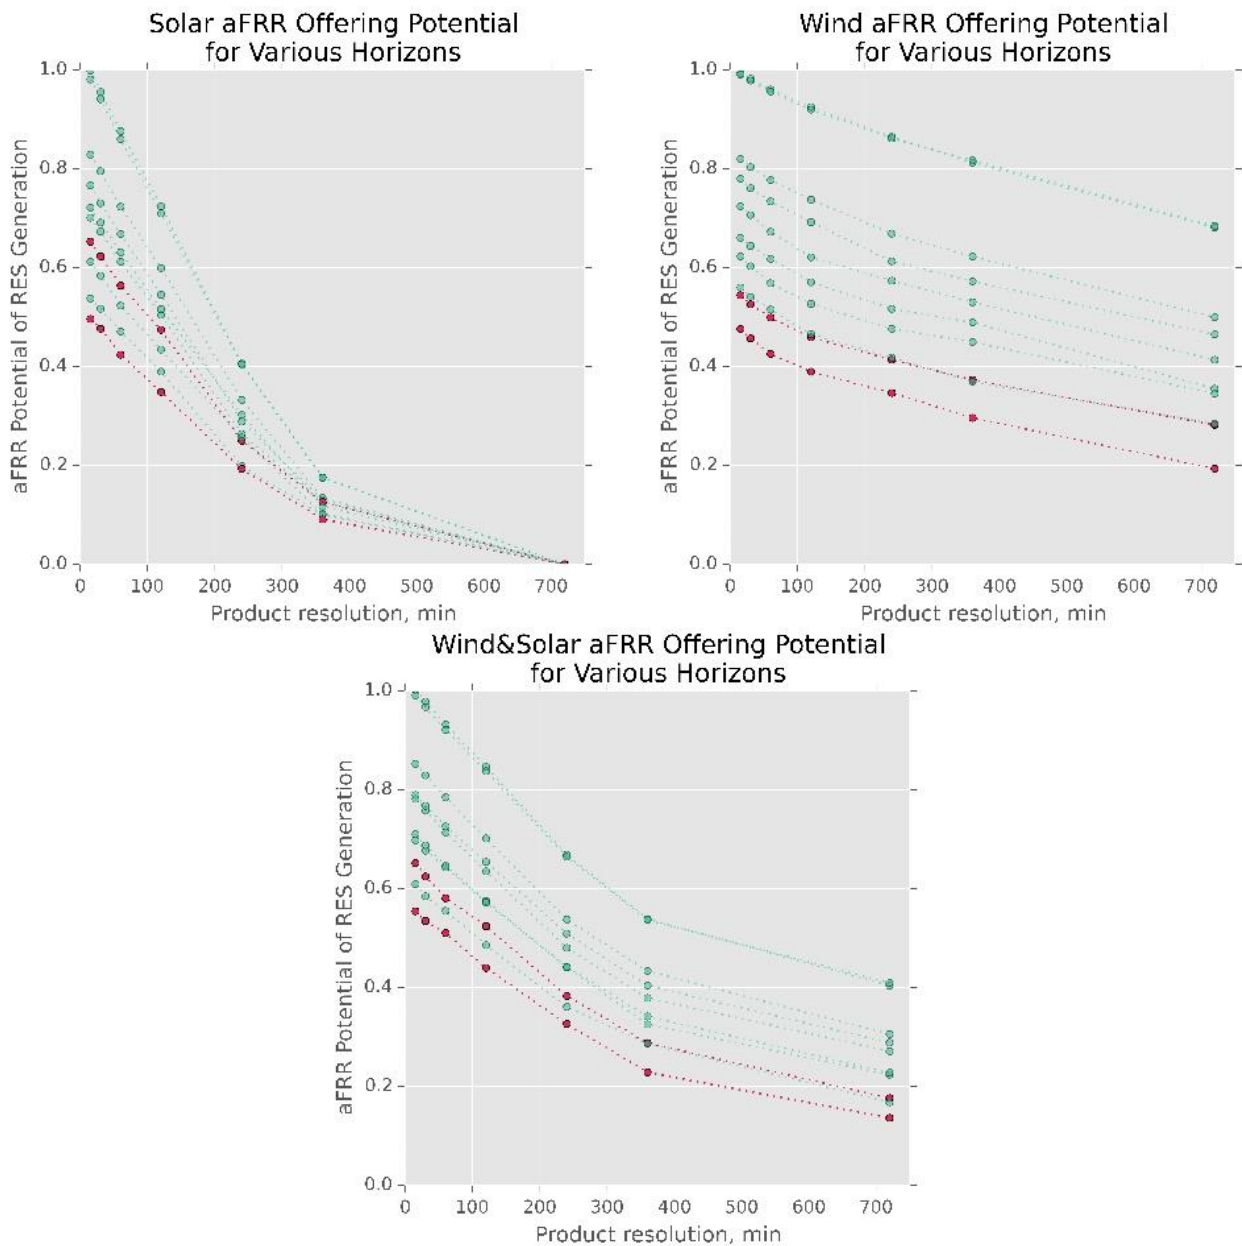 Solar aFRR Offering Potential
for Various Horizons
aFRR Potential of RES Generation
1.0
0.8
0.6
0.4
0.2
0.0
0 100 200 300 400 500 600 700
Product resolution, min
Wind aFRR Offering Potential
for Various Horizons
aFRR Potential of RES Generation
1.0
0.8
0.6
0.4
0.2
0.0
0 100 200 300 400 500 600 700
Product resolution, min
Wind&Solar aFRR Offering Potential
for Various Horizons
aFRR Potential of RES Generation
1.0
0.8
0.6
0.4
0.2
0.0
0 100 200 300 400 500 600 700
Product resolution, min